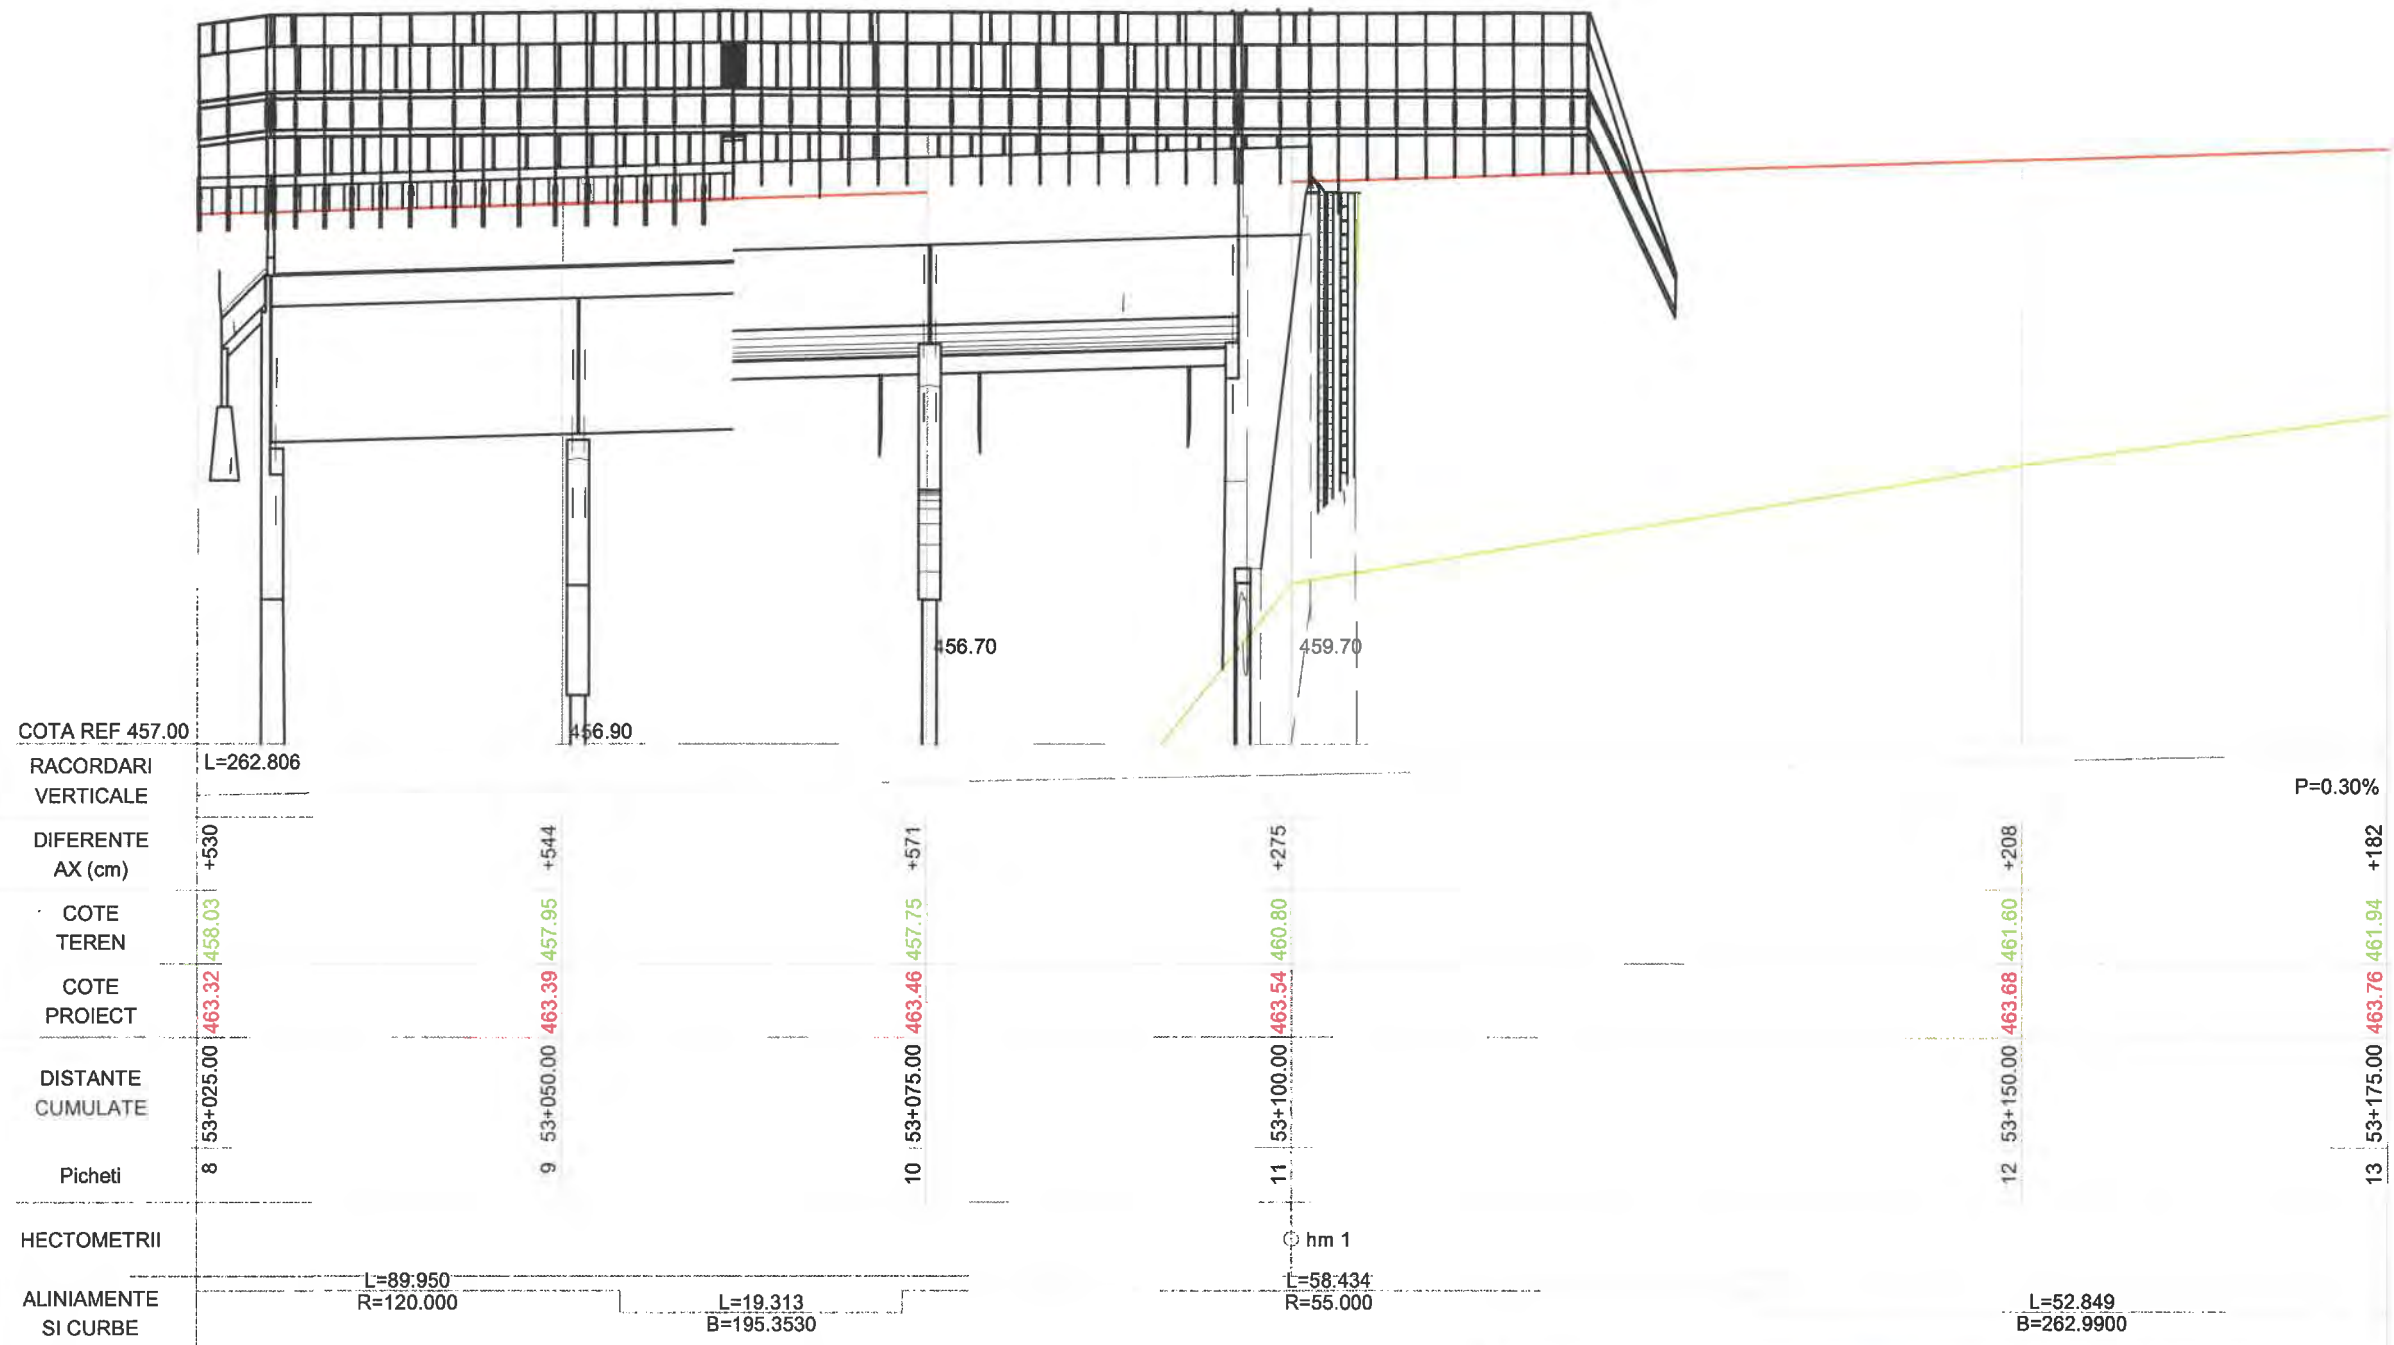 456.70
459.70
COTA REF 457.00
456.90
RACORDARI
VERTICALE
L=262.806
P=0.30%
DIFERENTE
AX (cm)
+530
+544
+571
+275
+208
+182
COTE
TEREN
458.03
457.95
457.75
460.80
461.60
461.94
COTE
PROIECT
463.32
463.39
463.46
463.54
463.68
463.76
DISTANTE
CUMULATE
53+025.00
53+050.00
53+075.00
53+100.00
53+150.00
53+175.00
Picheti
8
9
10
11
12
13
HECTOMETRII
hm 1
ALINIAMENTE
SI CURBE
L=89.950
R=120.000
L=19.313
B=195.3530
L=58.434
R=55.000
L=52.849
B=262.9900